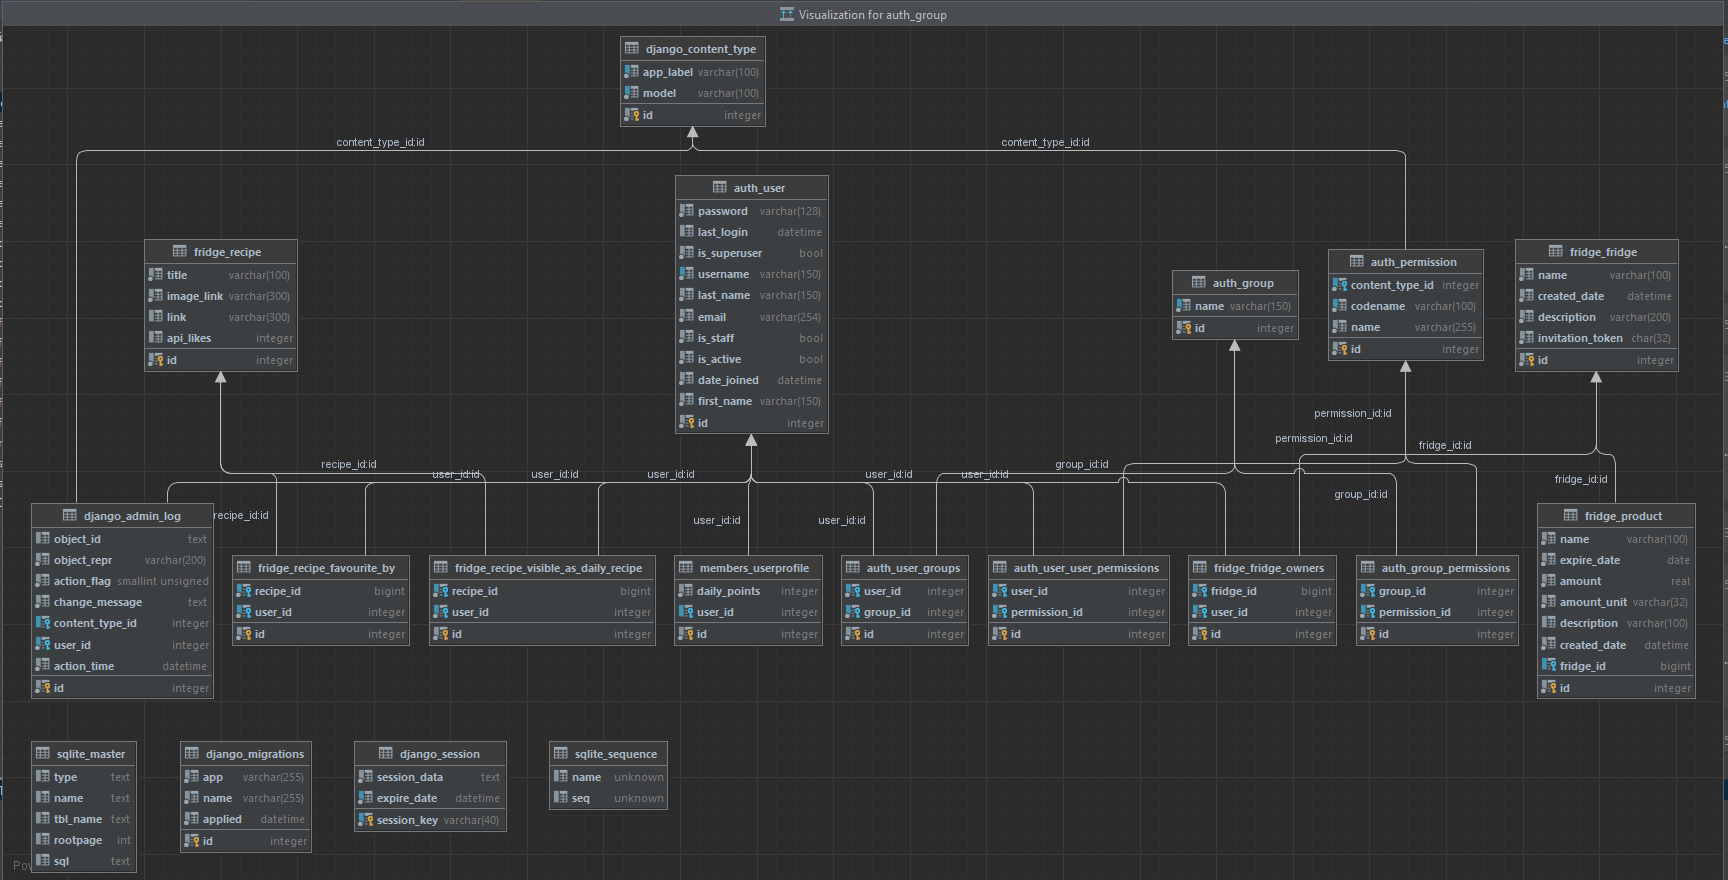 Visualization for auth_group
django_content_type
app_label varchar(100)
model varchar(100)
id integer
content_type_id:id
content_type_id:id
auth_user
password varchar(128)
last_login datetime
is_superuser bool
username varchar(150)
last_name varchar(150)
email varchar(254)
is_staff bool
is_active bool
date_joined datetime
first_name varchar(150)
id integer
fridge_recipe
title varchar(100)
image_link varchar(300)
link varchar(300)
api_likes integer
id integer
auth_group
name varchar(150)
id integer
auth_permission
content_type_id integer
codename varchar(100)
name varchar(255)
id integer
fridge_fridge
name varchar(100)
created_date datetime
description varchar(200)
invitation_token char(32)
id integer
permission_id:id
permission_id:id
fridge_id:id
recipe_id:id
user_id:id
user_id:id
user_id:id
user_id:id
user_id:id
group_id:id
fridge_id:id
group_id:id
recipe_id:id
user_id:id
user_id:id
django_admin_log
object_id text
object_repr varchar(200)
action_flag smallint unsigned
change_message text
content_type_id integer
user_id integer
action_time datetime
id integer
fridge_recipe_favourite_by
recipe_id bigint
user_id integer
id integer
fridge_recipe_visible_as_daily_recipe
recipe_id bigint
user_id integer
id integer
members_userprofile
daily_points integer
user_id integer
id integer
auth_user_groups
user_id integer
group_id integer
id integer
auth_user_user_permissions
user_id integer
permission_id integer
id integer
fridge_fridge_owners
fridge_id bigint
user_id integer
id integer
auth_group_permissions
group_id integer
permission_id integer
id integer
fridge_product
name varchar(100)
expire_date date
amount real
amount_unit varchar(32)
description varchar(100)
created_date datetime
fridge_id bigint
id integer
sqlite_master
type text
name text
tbl_name text
rootpage int
sql text
django_migrations
app varchar(255)
name varchar(255)
applied datetime
id integer
django_session
session_data text
expire_date datetime
session_key varchar(40)
sqlite_sequence
name unknown
seq unknown